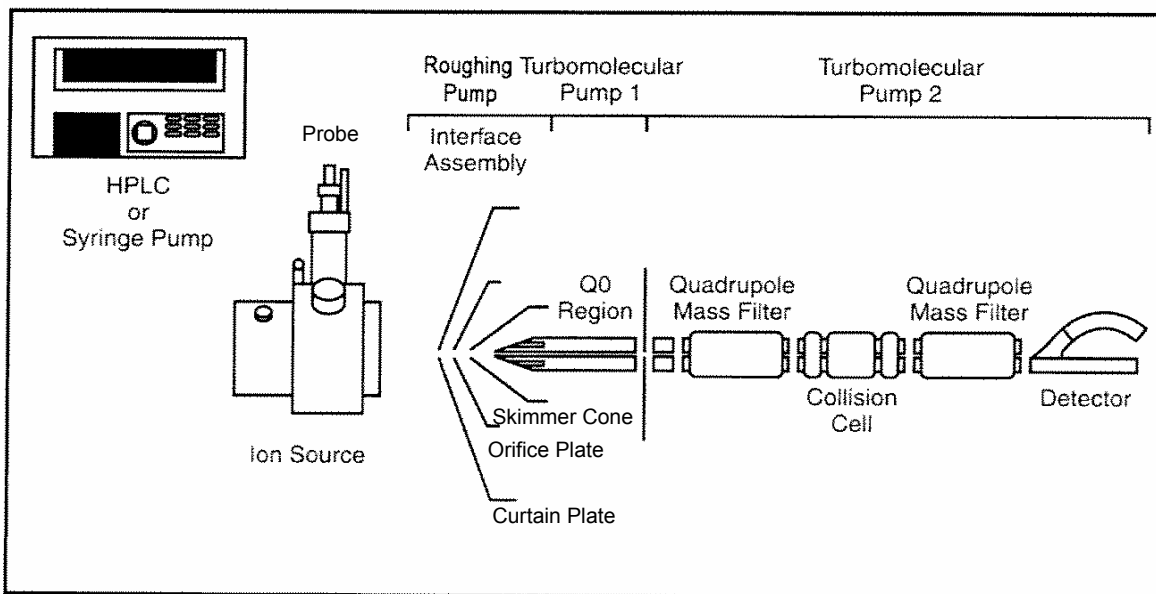 Roughing
Pump
Turbomolecular
Pump 1
Turbomolecular
Pump 2
Interface
Assembly
Probe
HPLC
or
Syringe Pump
Q0
Region
Quadrupole
Mass Filter
Quadrupole
Mass Filter
Collision
Cell
Detector
Skimmer Cone
Orifice Plate
Curtain Plate
Ion Source